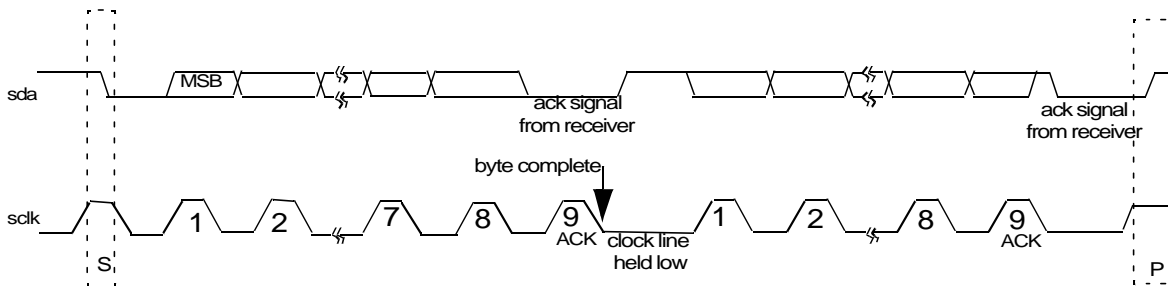 sda
MSB
ack signal
from receiver
ack signal
from receiver
byte complete
sclk
1
2
7
8
9
ACK
clock line
held low
1
2
8
9
ACK
S
P